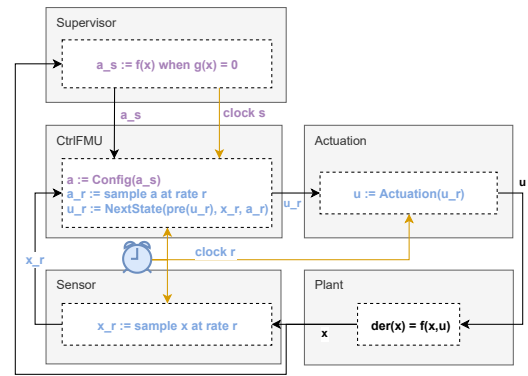 Supervisor
a_s := f(x) when g(x) = 0
a_s
clock s
CtrlFMU
a := Config(a_s)
a_r := sample a at rate r
u_r := NextState(pre(u_r), x_r, a_r)
u_r
Actuation
u := Actuation(u_r)
u
x_r
clock r
Sensor
x_r := sample x at rate r
x
Plant
der(x) = f(x,u)